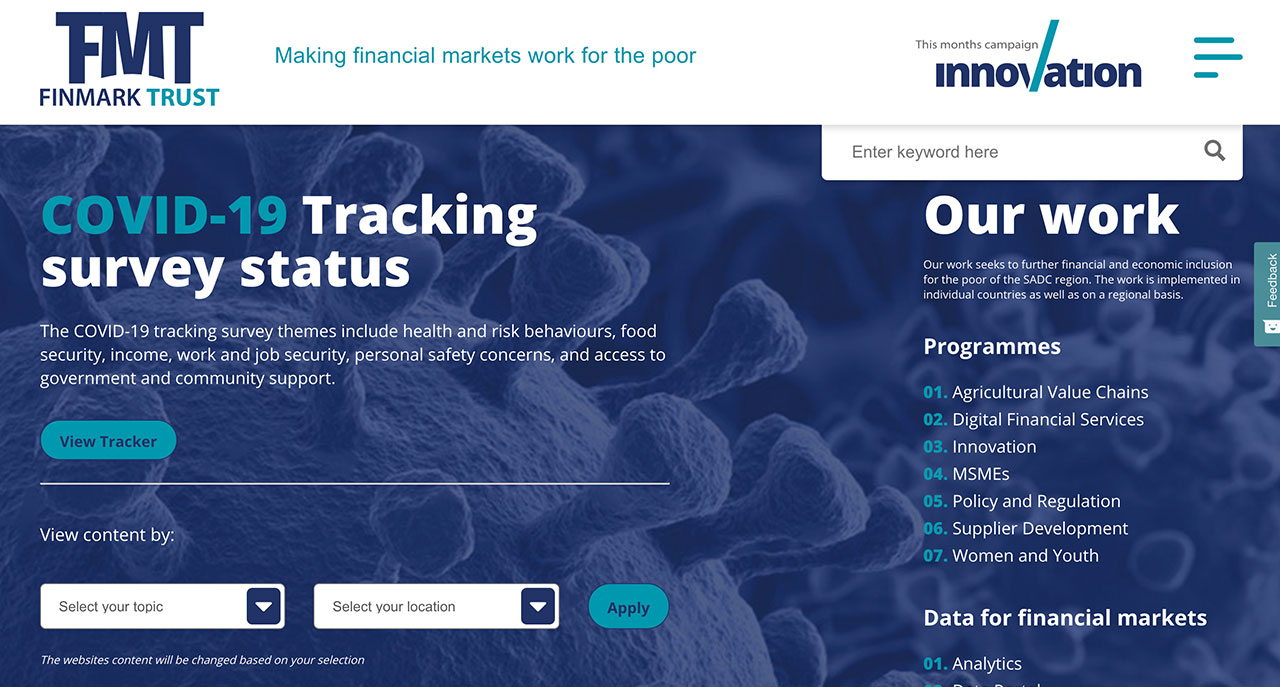 FMT
FINMARK TRUST
Making financial markets work for the poor
This months campaign
innovation
Enter keyword here
COVID-19 Tracking
survey status
The COVID-19 tracking survey themes include health and risk behaviours, food
security, income, work and job security, personal safety concerns, and access to
government and community support.
View Tracker
View content by:
Select your topic
Select your location
Apply
The websites content will be changed based on your selection
Our work
Our work seeks to further financial and economic inclusion
for the poor of the SADC region. The work is implemented in
individual countries as well as on a regional basis.
Programmes
01. Agricultural Value Chains
02. Digital Financial Services
03. Innovation
04. MSMEs
05. Policy and Regulation
06. Supplier Development
07. Women and Youth
Data for financial markets
01. Analytics
Feedback